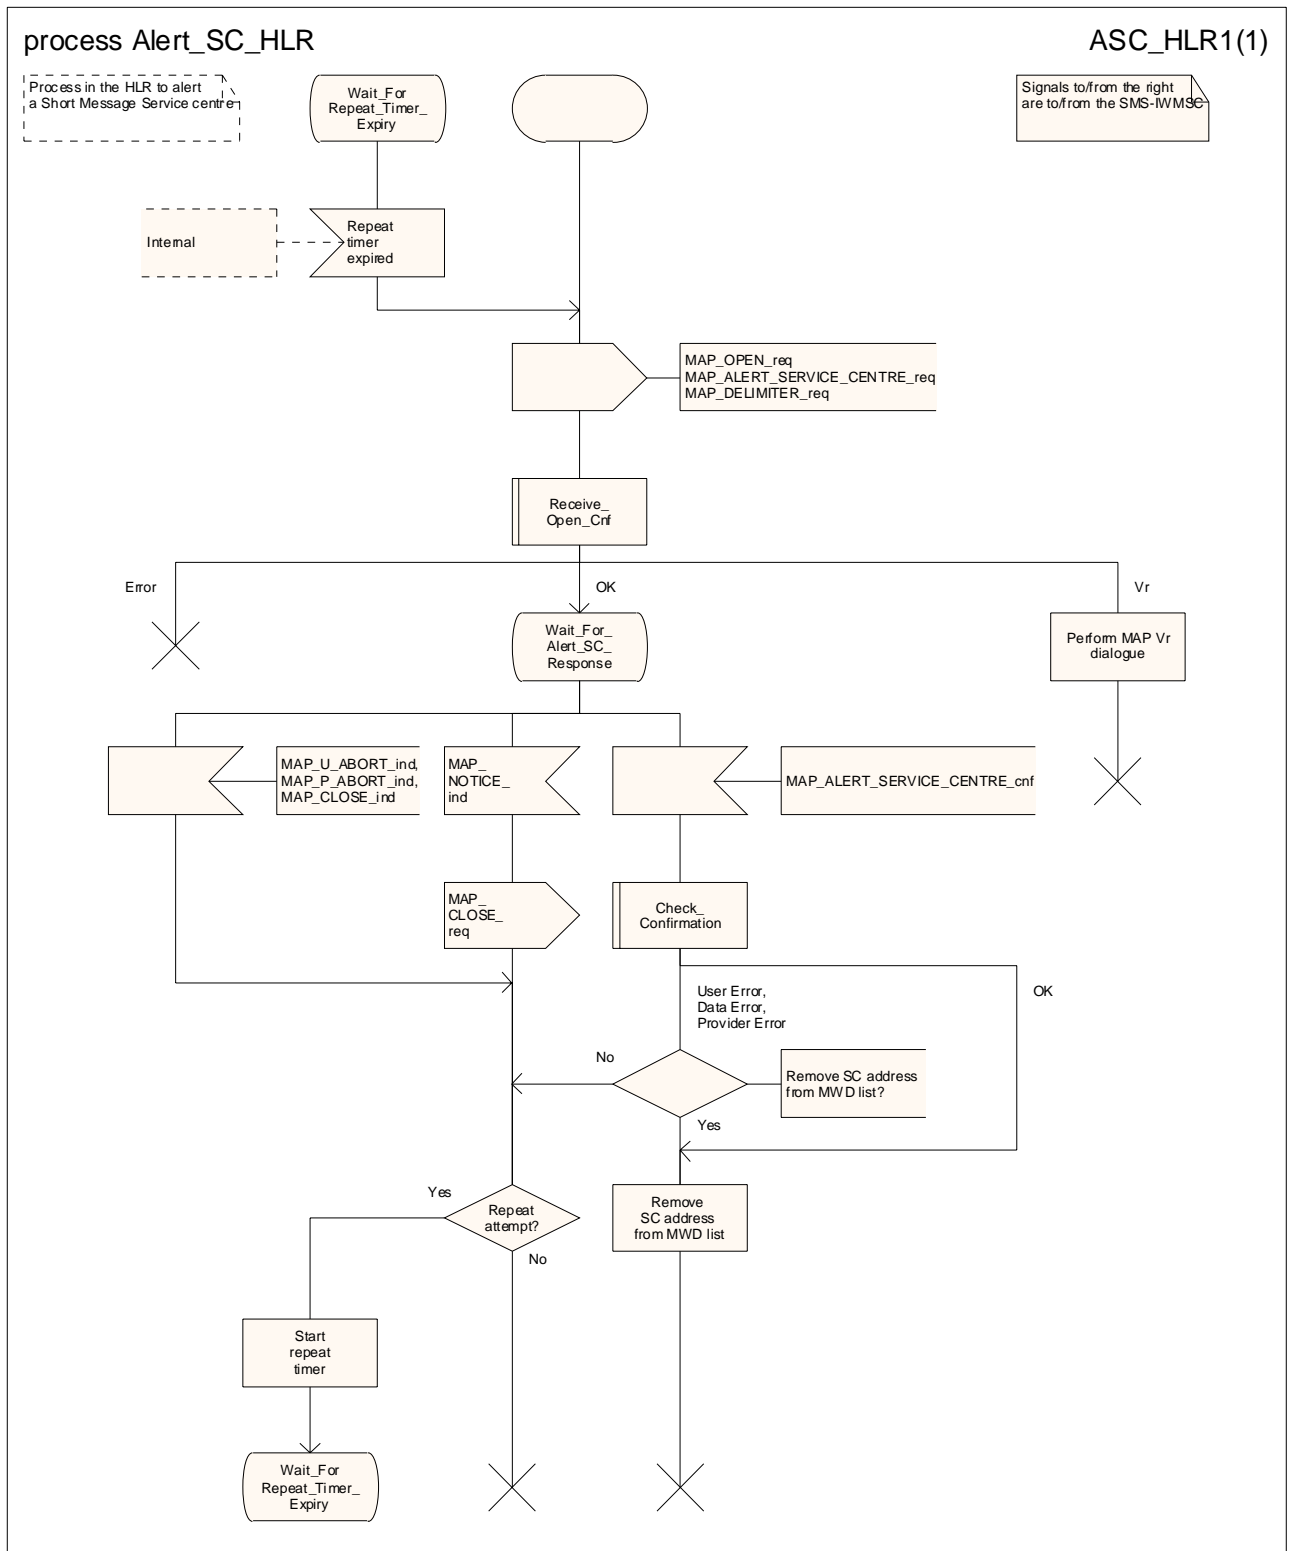 process Alert_SC_HLR
ASC_HLR1(1)
Process in the HLR to alert
a Short Message Service centre
Wait_For
Repeat_Timer_
Expiry
Signals to/from the right
are to/from the SMS-IWMSC
Internal
Repeat
timer
expired
MAP_OPEN_req
MAP_ALERT_SERVICE_CENTRE_req
MAP_DELIMITER_req
Receive_
Open_Cnf
Error
OK
Vr
Wait_For_
Alert_SC_
Response
Perform MAP Vr
dialogue
MAP_U_ABORT_ind,
MAP_P_ABORT_ind,
MAP_CLOSE_ind
MAP_
NOTICE_
ind
MAP_ALERT_SERVICE_CENTRE_cnf
MAP_
CLOSE_
req
Check_
Confirmation
User Error,
Data Error,
Provider Error
OK
No
Remove SC address
from MWD list?
Yes
Yes
Repeat
attempt?
No
Remove
SC address
from MWD list
Start
repeat
timer
Wait_For
Repeat_Timer_
Expiry